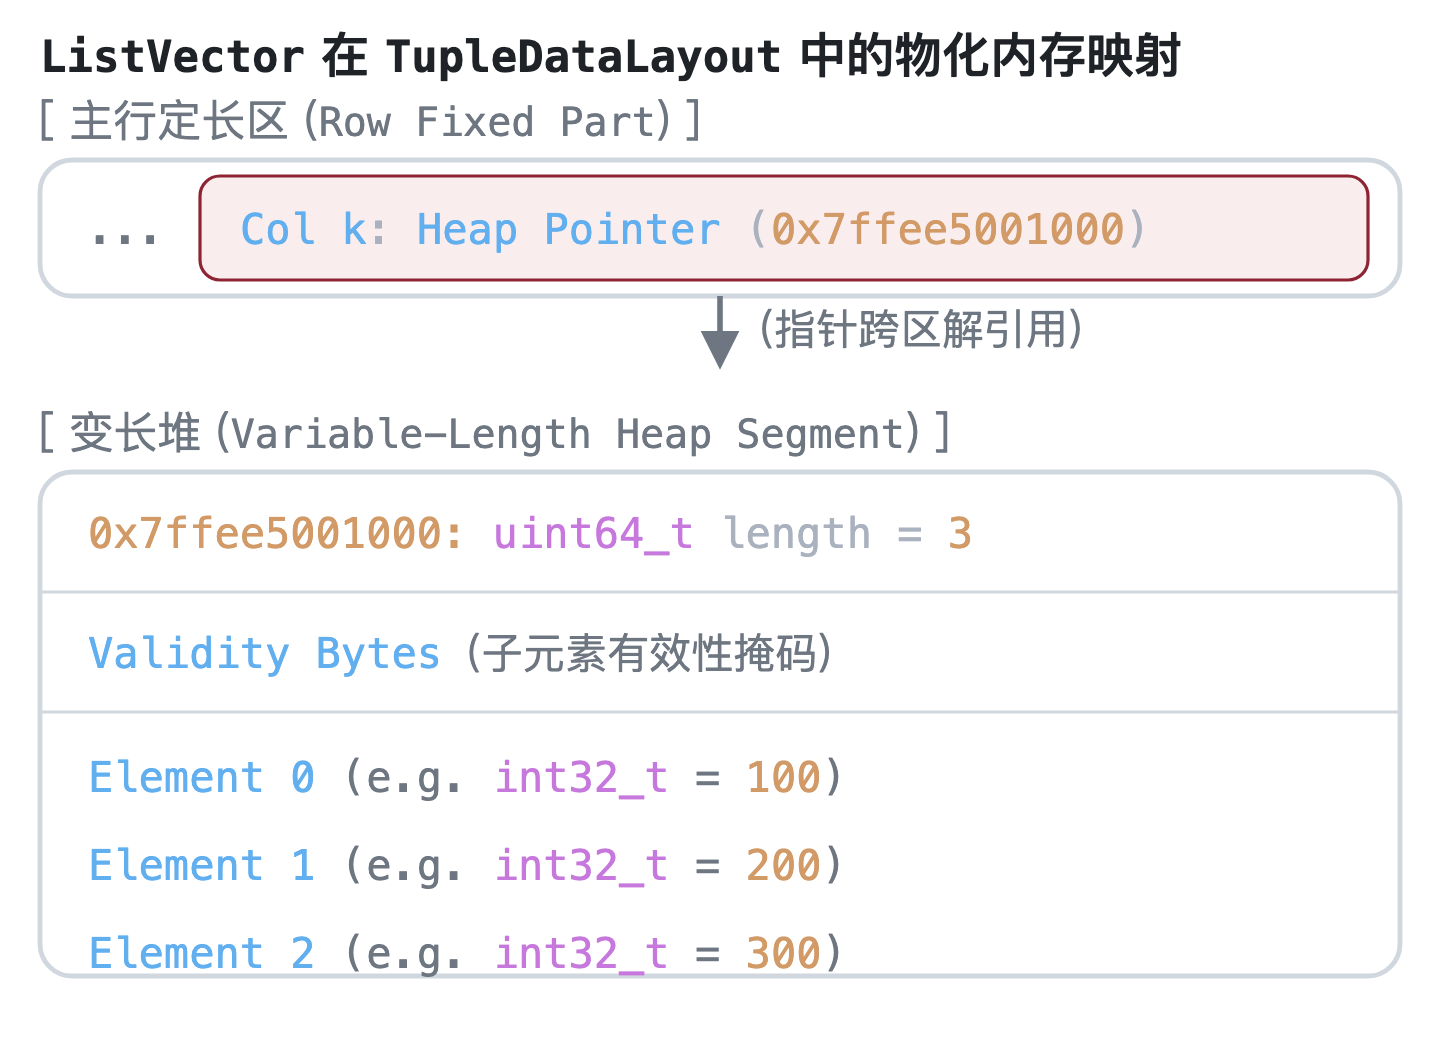 ListVector 在 TupleDataLayout 中的物化内存映射
[ 主行定长区 (Row Fixed Part) ]
... Col k: Heap Pointer (0x7ffee5001000)
(指针跨区解引用)
[ 变长堆 (Variable-Length Heap Segment) ]
0x7ffee5001000: uint64_t length = 3
Validity Bytes (子元素有效性掩码)
Element 0 (e.g. int32_t = 100)
Element 1 (e.g. int32_t = 200)
Element 2 (e.g. int32_t = 300)